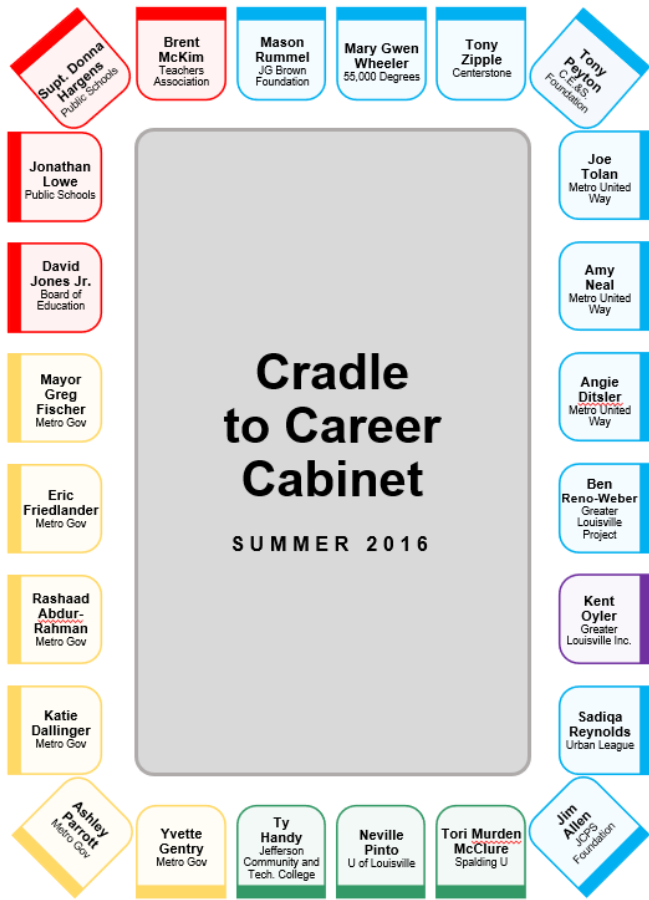 Supt. Donna
Hargens
Public Schools
Brent
McKim
Teachers
Association
Mason
Rummel
JG Brown
Foundation
Mary Gwen
Wheeler
55,000 Degrees
Tony
Zipple
Centerstone
Tony
Peyton
C.E.&S.
Foundation
Jonathan
Lowe
Public Schools
Joe
Tolan
Metro United
Way
David
Jones Jr.
Board of
Education
Amy
Neal
Metro United
Way
Mayor
Greg
Fischer
Metro Gov
Angie
Ditsler
Metro United
Way
Cradle
to Career
Cabinet
SUMMER 2016
Eric
Friedlander
Metro Gov
Ben
Reno-Weber
Greater
Louisville
Project
Rashaad
Abdur-
Rahman
Metro Gov
Kent
Oyler
Greater
Louisville Inc.
Katie
Dallinger
Metro Gov
Sadiqa
Reynolds
Urban League
Ashley
Parrott
Metro Gov
Yvette
Gentry
Metro Gov
Ty
Handy
Jefferson
Community and
Tech. College
Neville
Pinto
U of Louisville
Tori Murden
McClure
Spalding U
Jim
Allen
JCPS
Foundation